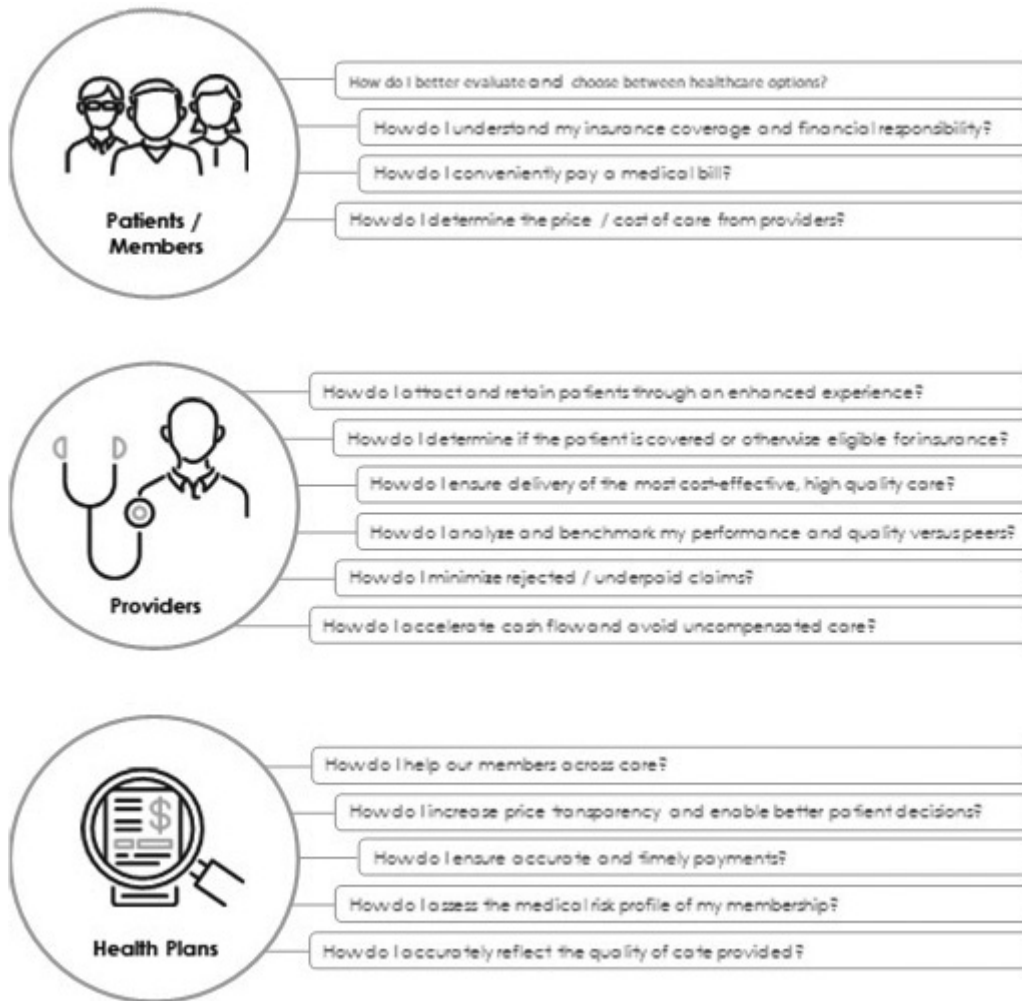 How do I better evaluate and choose between healthcare options?
How do I understand my insurance coverage and financial responsibility?
How do I conveniently pay a medical bill?
How do I determine the price / cost of care from providers?
Patients /
Members
How do I attract and retain patients through an enhanced experience?
How do I determine if the patient is covered or otherwise eligible for insurance?
How do I ensure delivery of the most cost-effective, high quality care?
How do I analyze and benchmark my performance and quality versus peers?
How do I minimize rejected / underpaid claims?
How do I accelerate cash flow and avoid uncompensated care?
Providers
How do I help our members across care?
How do I increase price transparency and enable better patient decisions?
How do I ensure accurate and timely payments?
How do I assess the medical risk profile of my membership?
How do I accurately reflect the quality of cate provided?
$
Health Plans